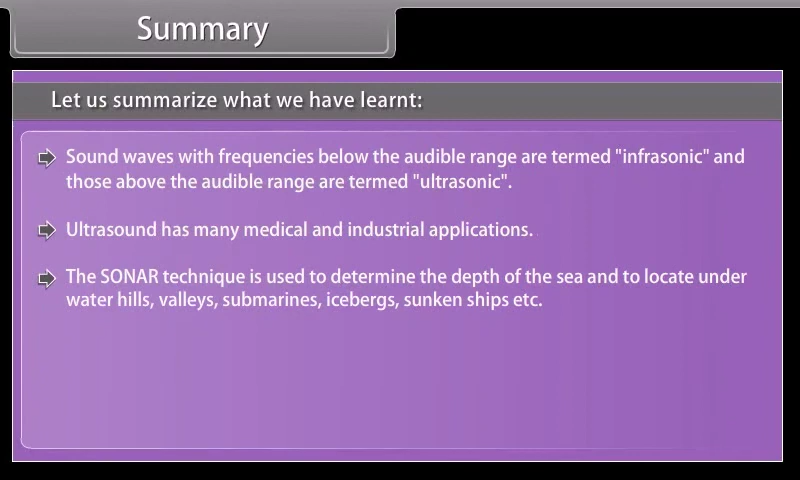 Summary
Let us summarize what we have learnt:
Sound waves with frequencies below the audible range are termed "infrasonic" and
those above the audible range are termed "ultrasonic".
Ultrasound has many medical and industrial applications.
The SONAR technique is used to determine the depth of the sea and to locate under
water hills, valleys, submarines, icebergs, sunken ships etc.